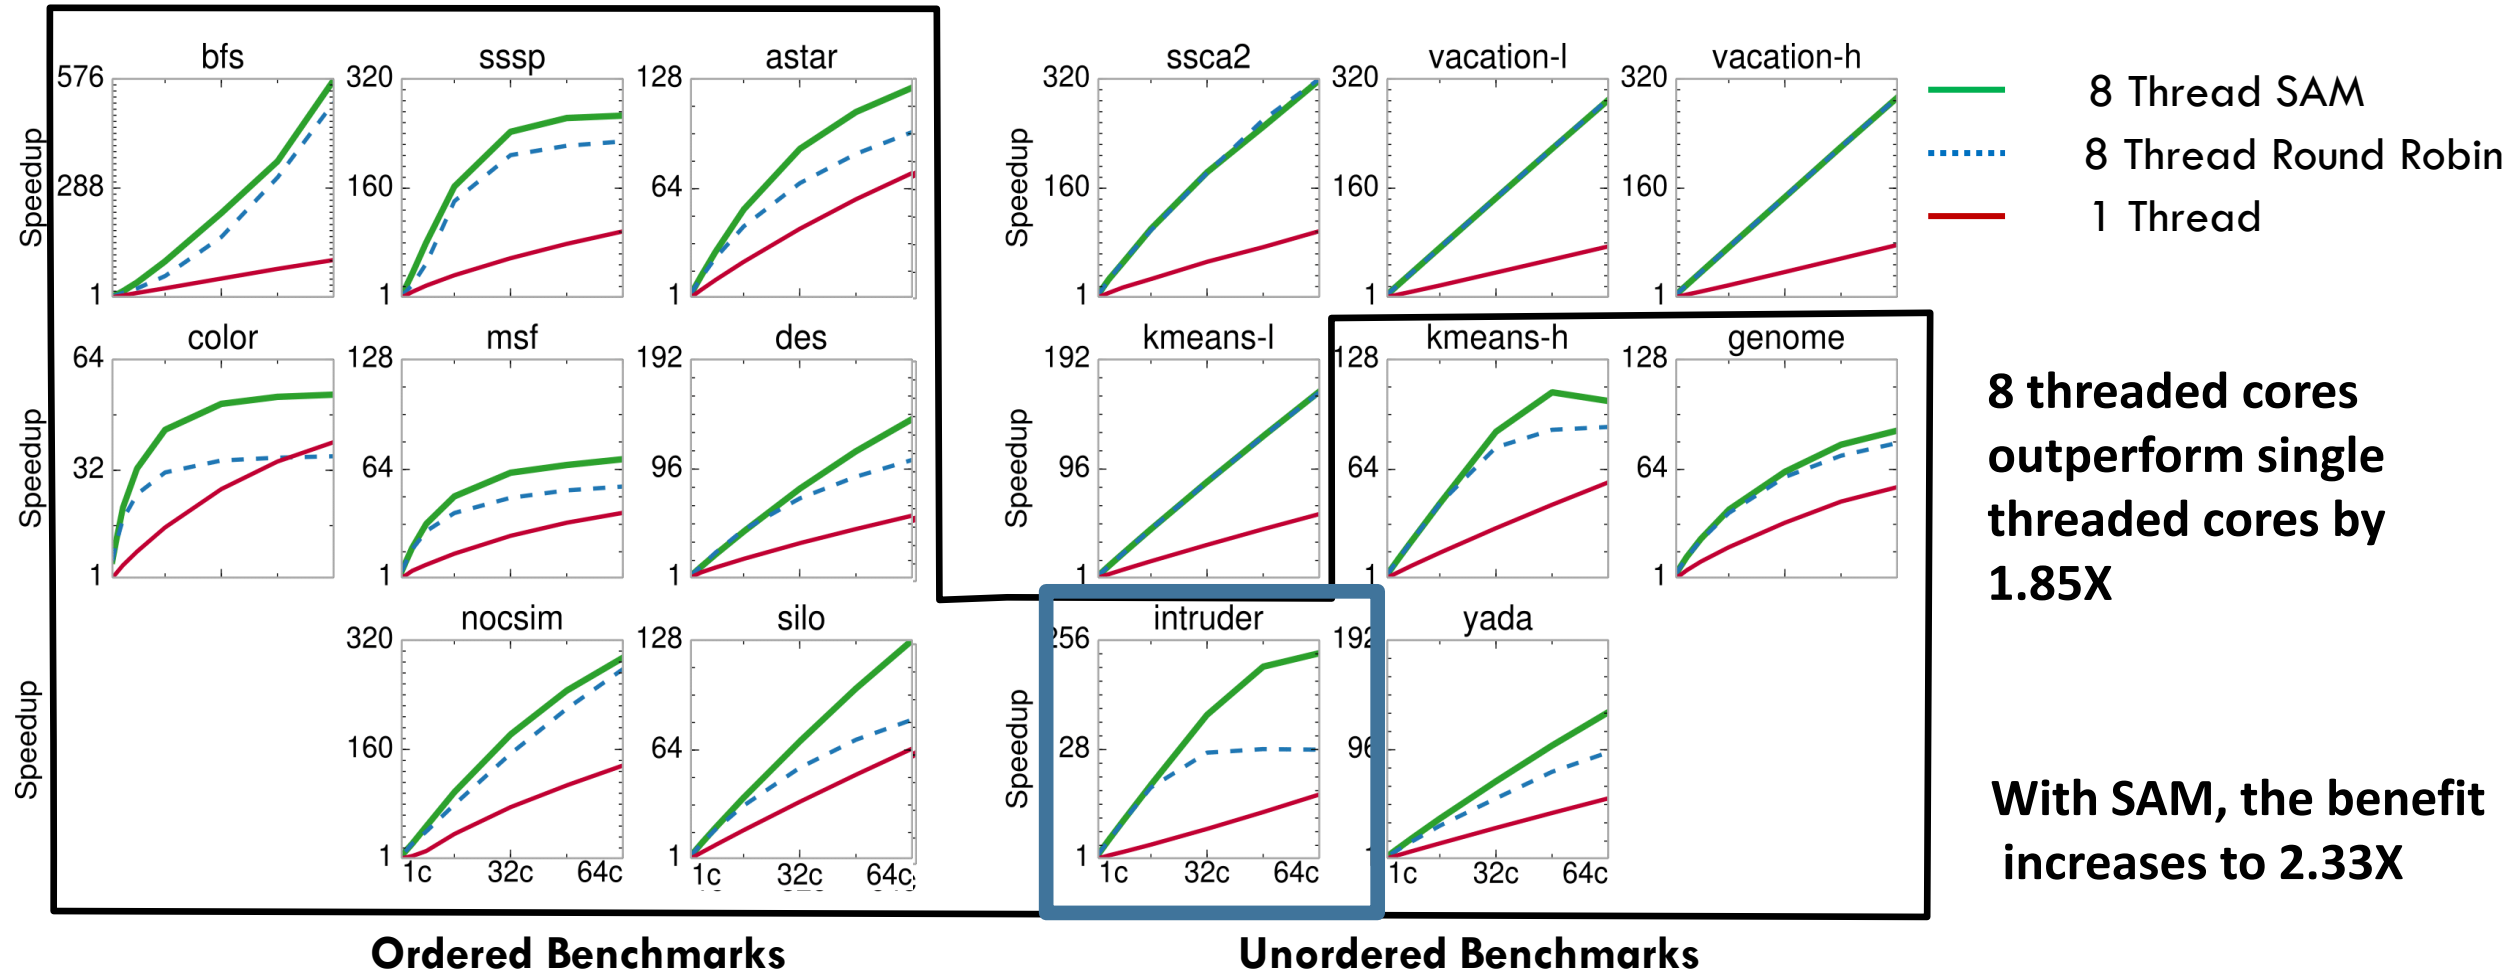 bfs
sssp
astar
ssca2
vacation-l
vacation-h
576
288
1
320
160
1
128
64
1
320
160
1
320
160
1
320
160
1
Speedup
Speedup
8 Thread SAM
8 Thread Round Robin
1 Thread
color
msf
des
kmeans-l
kmeans-h
genome
64
32
1
128
64
1
192
96
1
192
96
1
128
64
1
128
64
1
Speedup
Speedup
8 threaded cores
outperform single
threaded cores by
1.85X
nocsim
silo
intruder
yada
320
160
1
128
64
1
256
28
1
192
96
1
Speedup
Speedup
1c 32c 64c
1c 32c 64c
1c 32c 64c
1c 32c 64c
With SAM, the benefit
increases to 2.33X
Ordered Benchmarks
Unordered Benchmarks